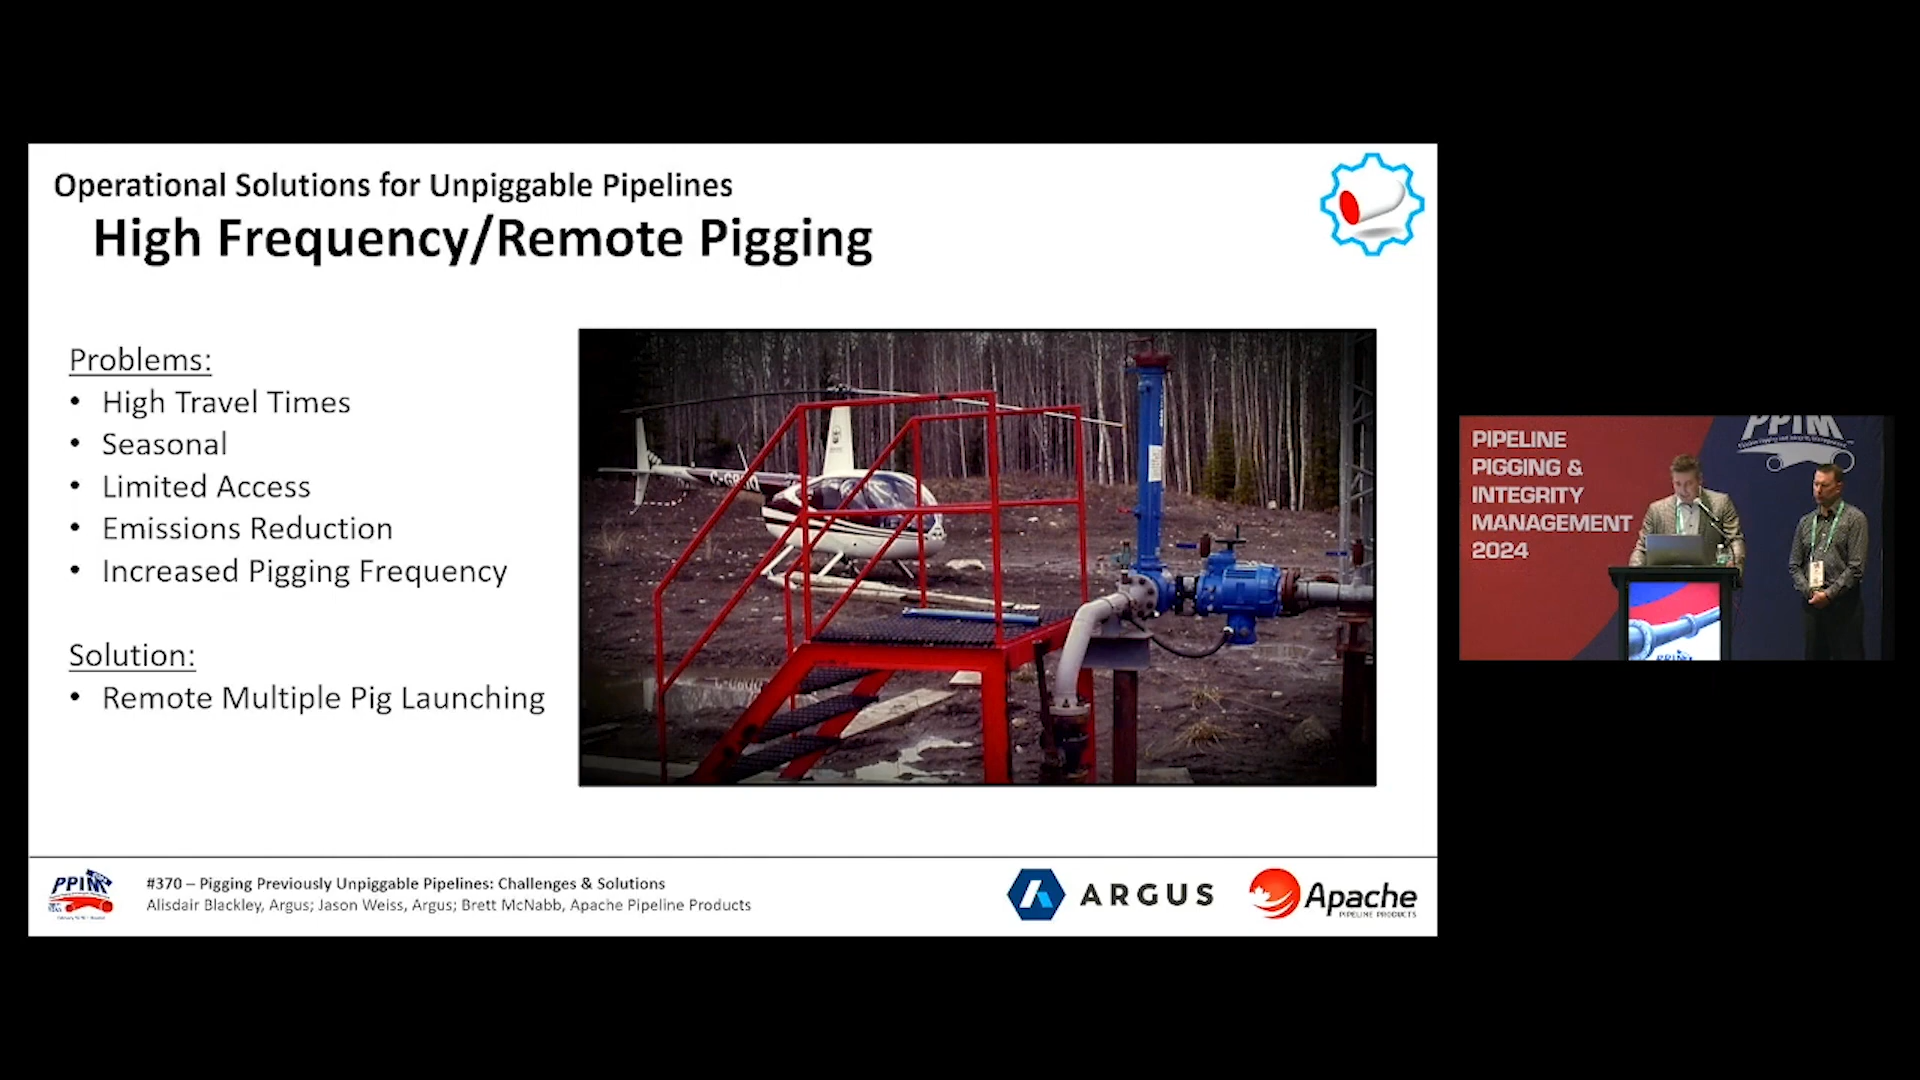 Operational Solutions for Unpiggable Pipelines
High Frequency/Remote Pigging
Problems:
• High Travel Times
• Seasonal
• Limited Access
• Emissions Reduction
• Increased Pigging Frequency
Solution:
• Remote Multiple Pig Launching
PPIM
#370 – Pigging Previously Unpiggable Pipelines: Challenges & Solutions
Alisdair Blackley, Argus; Jason Weiss, Argus; Brett McNabb, Apache Pipeline Products
ARGUS
Apache
PIPELINE PRODUCTS
PIPELINE
PIGGING &
INTEGRITY
MANAGEMENT
2024
PPIM